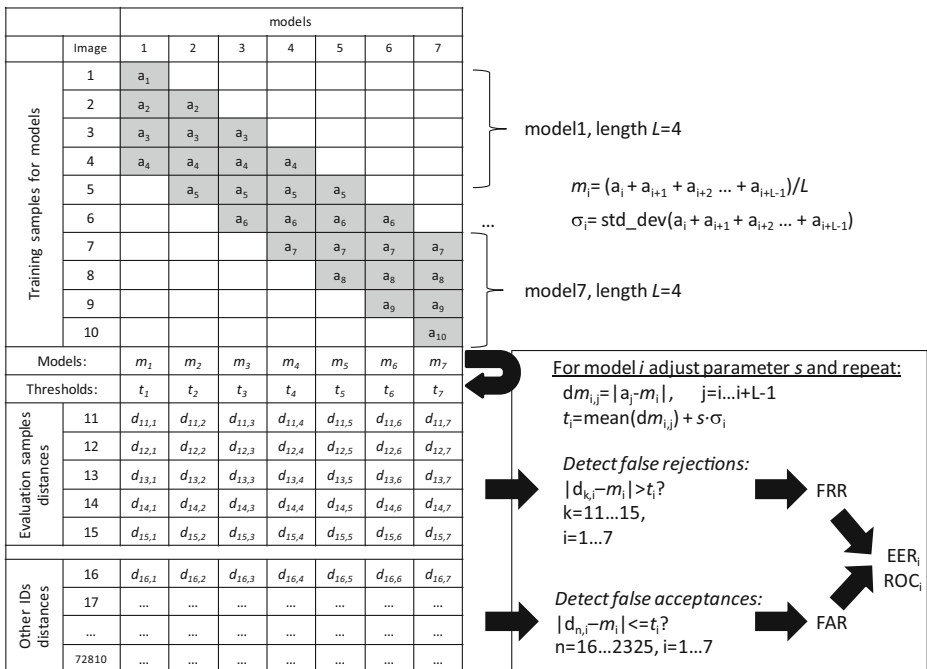 models
Image 1 2 3 4 5 6 7
Training samples for models
1 a₁
2 a₂ a₂
3 a₃ a₃ a₃
4 a₄ a₄ a₄ a₄
5 a₅ a₅ a₅ a₅
6 a₆ a₆ a₆ a₆
7 a₇ a₇ a₇ a₇
8 a₈ a₈ a₈
9 a₉ a₉
10 a₁₀
model1, length L=4
mᵢ= (aᵢ + aᵢ₊₁ + aᵢ₊₂ ... + aᵢ₊L₋₁)/L
... σᵢ= std_dev(aᵢ + aᵢ₊₁ + aᵢ₊₂ ... + aᵢ₊L₋₁)
model7, length L=4
Models: m₁ m₂ m₃ m₄ m₅ m₆ m₇
Thresholds: t₁ t₂ t₃ t₄ t₅ t₆ t₇
Evaluation samples
distances
11 d₁₁,₁ d₁₁,₂ d₁₁,₃ d₁₁,₄ d₁₁,₅ d₁₁,₆ d₁₁,₇
12 d₁₂,₁ d₁₂,₂ d₁₂,₃ d₁₂,₄ d₁₂,₅ d₁₂,₆ d₁₂,₇
13 d₁₃,₁ d₁₃,₂ d₁₃,₃ d₁₃,₄ d₁₃,₅ d₁₃,₆ d₁₃,₇
14 d₁₄,₁ d₁₄,₂ d₁₄,₃ d₁₄,₄ d₁₄,₅ d₁₄,₆ d₁₄,₇
15 d₁₅,₁ d₁₅,₂ d₁₅,₃ d₁₅,₄ d₁₅,₅ d₁₅,₆ d₁₅,₇
Other IDs
distances
16 d₁₆,₁ d₁₆,₂ d₁₆,₃ d₁₆,₄ d₁₆,₅ d₁₆,₆ d₁₆,₇
17 ... ... ... ... ... ... ...
... ... ... ... ... ... ... ...
72810 ... ... ... ... ... ... ...
For model i adjust parameter s and repeat:
dmᵢ,ⱼ=|aⱼ-mᵢ|, j=i...i+L-1
tᵢ=mean(dmᵢ,ⱼ) + s·σᵢ
Detect false rejections:
|dₖ,ᵢ–mᵢ|>tᵢ?
k=11...15,
i=1...7
FRR
EERᵢ
ROCᵢ
Detect false acceptances:
|dₙ,ᵢ–mᵢ|<=tᵢ?
n=16...2325, i=1...7
FAR